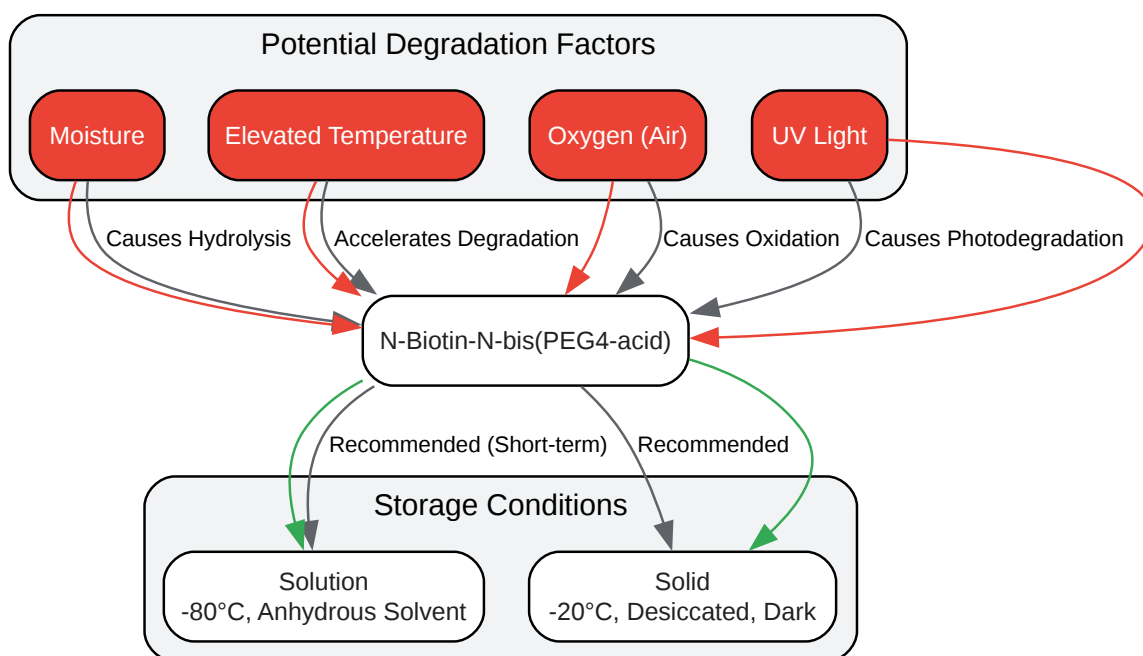 Potential Degradation Factors
Moisture
Elevated Temperature
Oxygen (Air)
UV Light
Causes Hydrolysis
Accelerates Degradation
Causes Oxidation
Causes Photodegradation
N-Biotin-N-bis(PEG4-acid)
Recommended (Short-term)
Recommended
Storage Conditions
Solution
-80°C, Anhydrous Solvent
Solid
-20°C, Desiccated, Dark